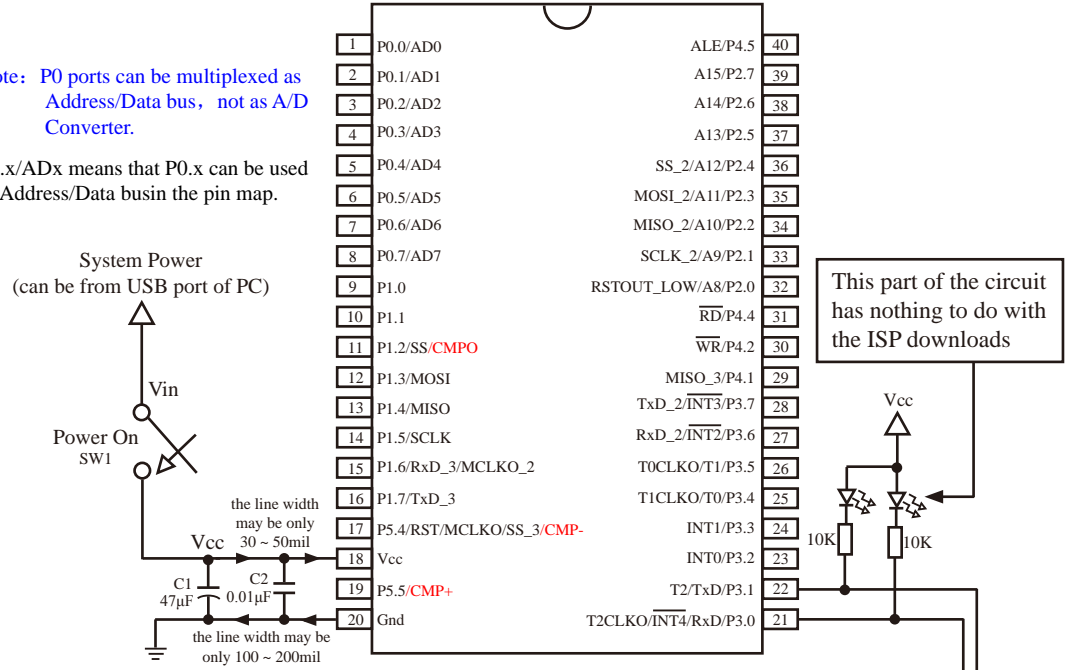 ote: P0 ports can be multiplexed as
Address/Data bus, not as A/D
Converter.
.x/ADx means that P0.x can be used
Address/Data busin the pin map.
System Power
(can be from USB port of PC)
Vin
Power On
SW1
the line width
may be only
30 ~ 50mil
Vcc
C1
47μF
C2
0.01μF
the line width may be
only 100 ~ 200mil
1 P0.0/AD0
2 P0.1/AD1
3 P0.2/AD2
4 P0.3/AD3
5 P0.4/AD4
6 P0.5/AD5
7 P0.6/AD6
8 P0.7/AD7
9 P1.0
10 P1.1
11 P1.2/SS/CMPO
12 P1.3/MOSI
13 P1.4/MISO
14 P1.5/SCLK
15 P1.6/RxD_3/MCLKO_2
16 P1.7/TxD_3
17 P5.4/RST/MCLKO/SS_3/CMP-
18 Vcc
19 P5.5/CMP+
20 Gnd
ALE/P4.5 40
A15/P2.7 39
A14/P2.6 38
A13/P2.5 37
SS_2/A12/P2.4 36
MOSI_2/A11/P2.3 35
MISO_2/A10/P2.2 34
SCLK_2/A9/P2.1 33
RSTOUT_LOW/A8/P2.0 32
RD/P4.4 31
WR/P4.2 30
MISO_3/P4.1 29
TxD_2/INT3/P3.7 28
RxD_2/INT2/P3.6 27
T0CLKO/T1/P3.5 26
T1CLKO/T0/P3.4 25
INT1/P3.3 24
INT0/P3.2 23
T2/TxD/P3.1 22
T2CLKO/INT4/RxD/P3.0 21
This part of the circuit
has nothing to do with
the ISP downloads
Vcc
10K
10K